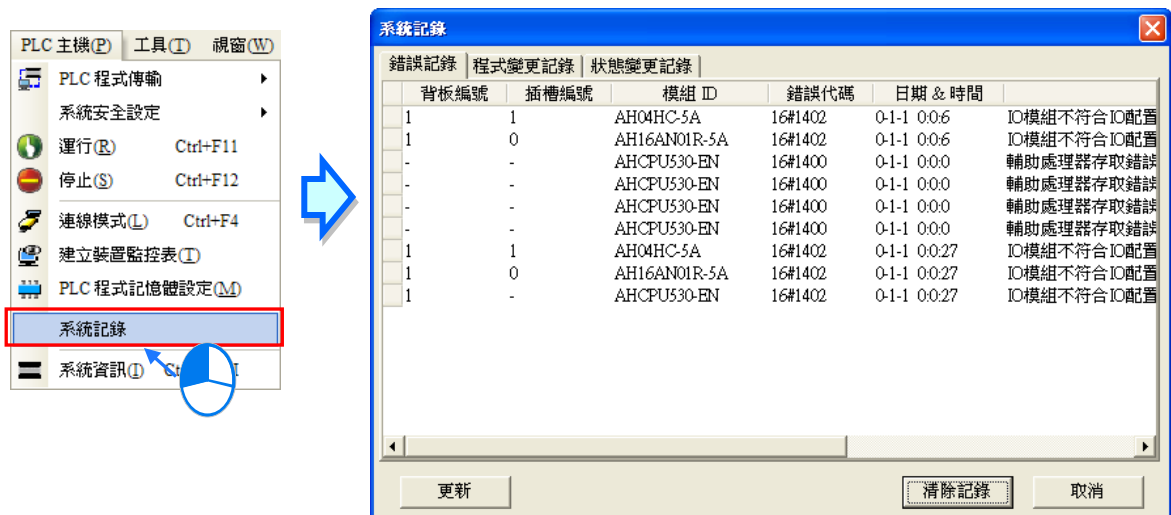 PLC 主機(P) 工具(T) 視窗(W)
PLC 程式傳輸
系統安全設定
運行(R) Ctrl+F11
停止(S) Ctrl+F12
連線模式(L) Ctrl+F4
建立裝置監控表(T)
PLC 程式記憶體設定(M)
系統記錄
系統資訊(I)
系統記錄
錯誤記錄 程式變更記錄 狀態變更記錄
背板編號 插槽編號 模組 ID 錯誤代碼 日期 & 時間
1 1 AH04HC-5A 16#1402 0-1-1 0:0:6 IO模組不符合IO配置
1 0 AH16AN01R-5A 16#1402 0-1-1 0:0:6 IO模組不符合IO配置
- - AHCPU530-EN 16#1400 0-1-1 0:0:0 輔助處理器存取錯誤
- - AHCPU530-EN 16#1400 0-1-1 0:0:0 輔助處理器存取錯誤
- - AHCPU530-EN 16#1400 0-1-1 0:0:0 輔助處理器存取錯誤
- - AHCPU530-EN 16#1400 0-1-1 0:0:0 輔助處理器存取錯誤
1 1 AH04HC-5A 16#1402 0-1-1 0:0:27 IO模組不符合IO配置
1 0 AH16AN01R-5A 16#1402 0-1-1 0:0:27 IO模組不符合IO配置
1 - AHCPU530-EN 16#1402 0-1-1 0:0:27 IO模組不符合IO配置
更新 清除記錄 取消